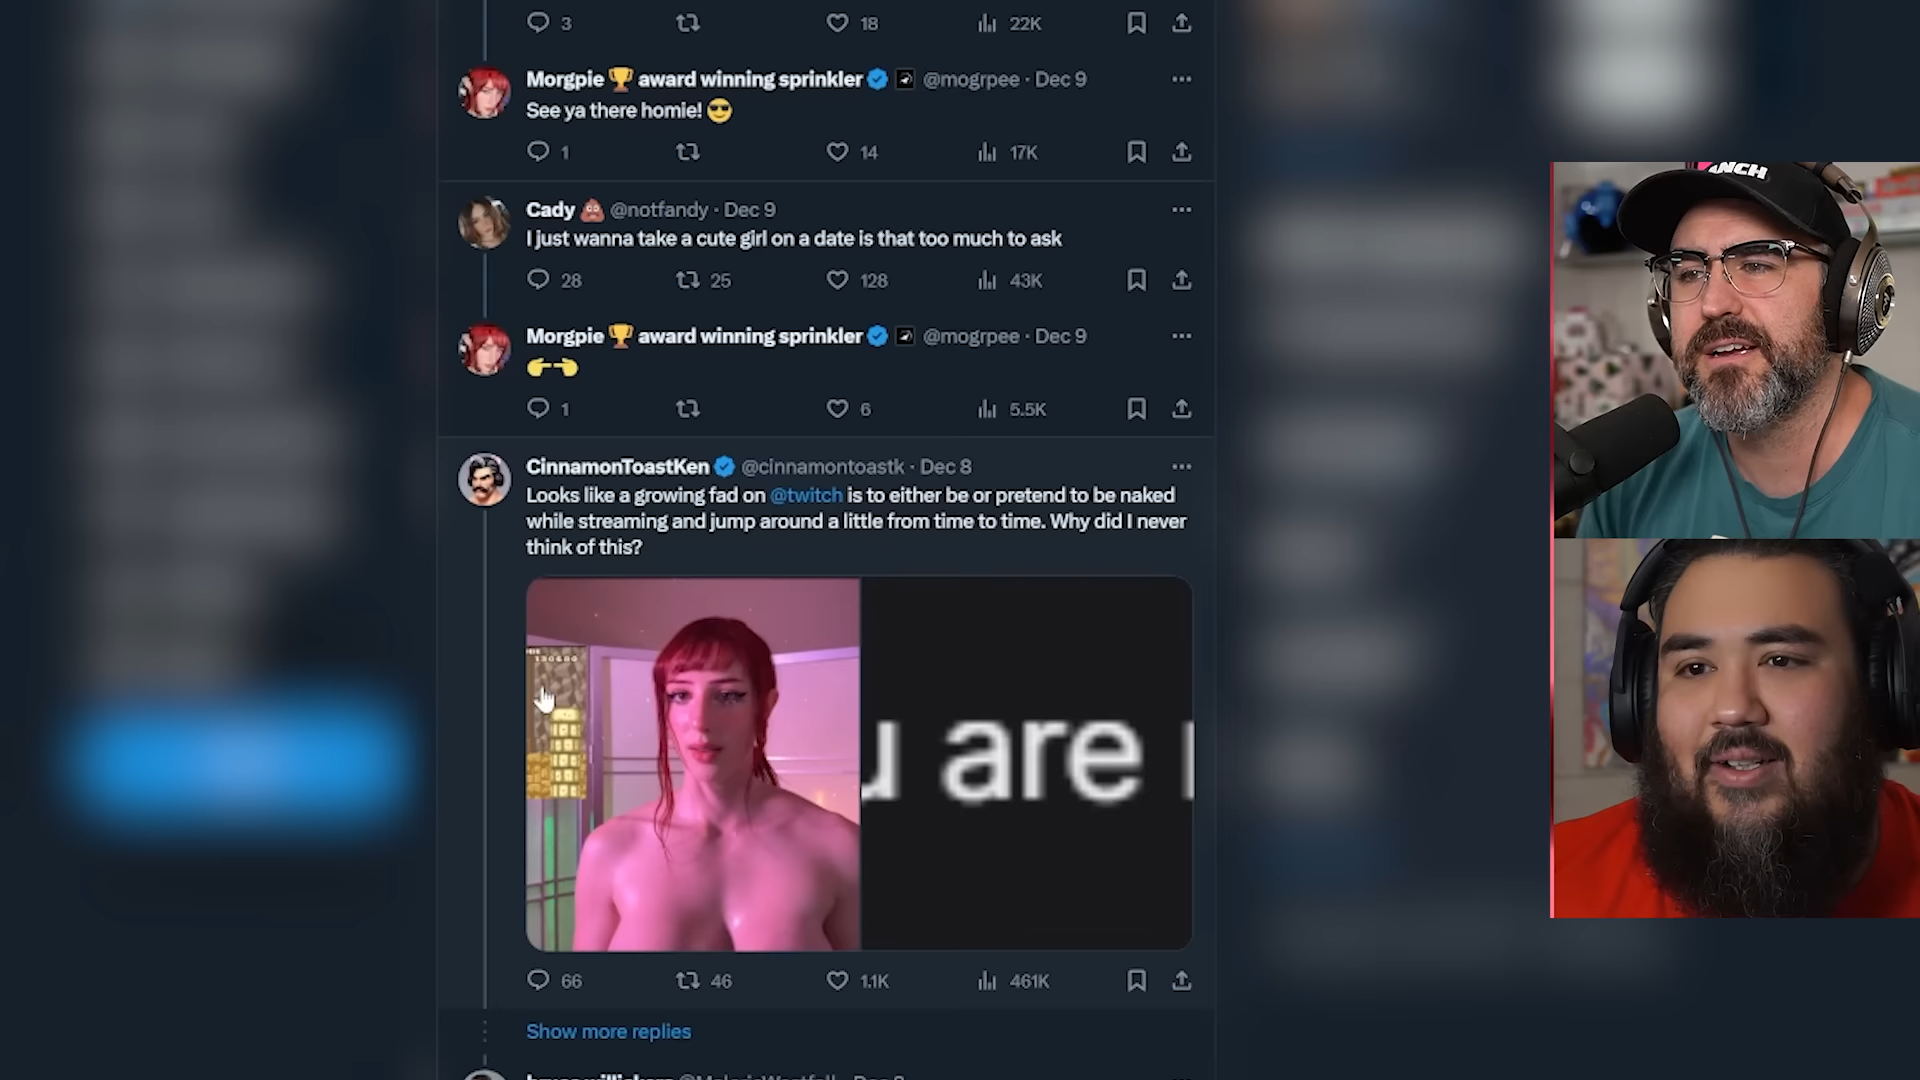 3 18 22K
Morgpie 🏆 award winning sprinkler @mogrpee · Dec 9
See ya there homie! 😎
1 14 17K
Cady 💩 @notfandy · Dec 9
I just wanna take a cute girl on a date is that too much to ask
28 25 128 43K
Morgpie 🏆 award winning sprinkler @mogrpee · Dec 9
👉👈
1 6 5.5K
CinnamonToastKen @cinnamontoastk · Dec 8
Looks like a growing fad on @twitch is to either be or pretend to be naked
while streaming and jump around a little from time to time. Why did I never
think of this?
u are
66 46 1.1K 461K
Show more replies